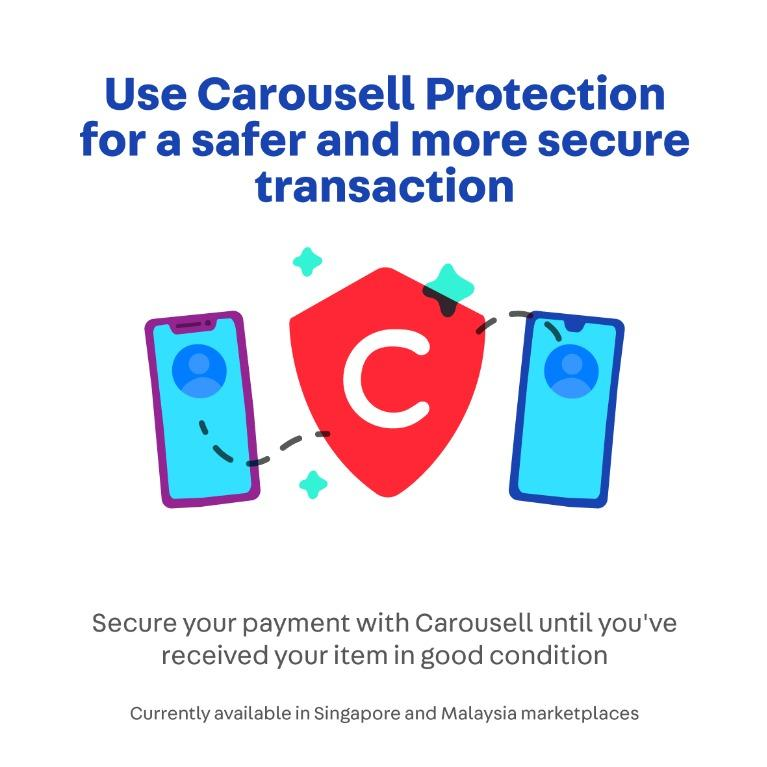 Use Carousell Protection
for a safer and more secure
transaction
C
Secure your payment with Carousell until you've
received your item in good condition
Currently available in Singapore and Malaysia marketplaces